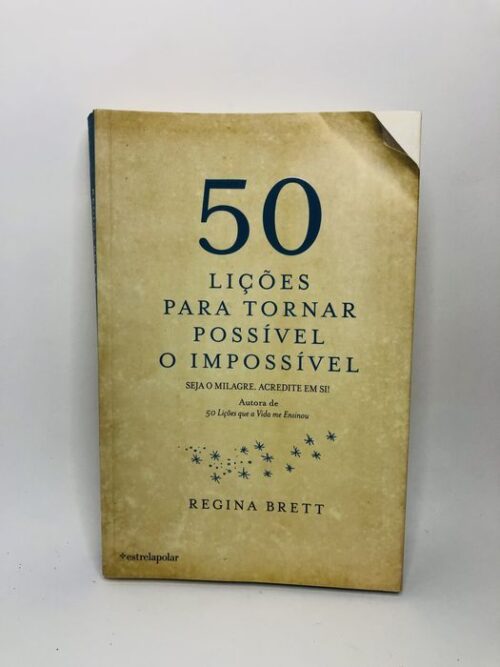 50
LIÇÕES
PARA TORNAR
POSSÍVEL
O IMPOSSÍVEL
SEJA O MILAGRE. ACREDITE EM SI!
Autora de
50 Lições que a Vida me Ensinou
REGINA BRETT
estrelapolar